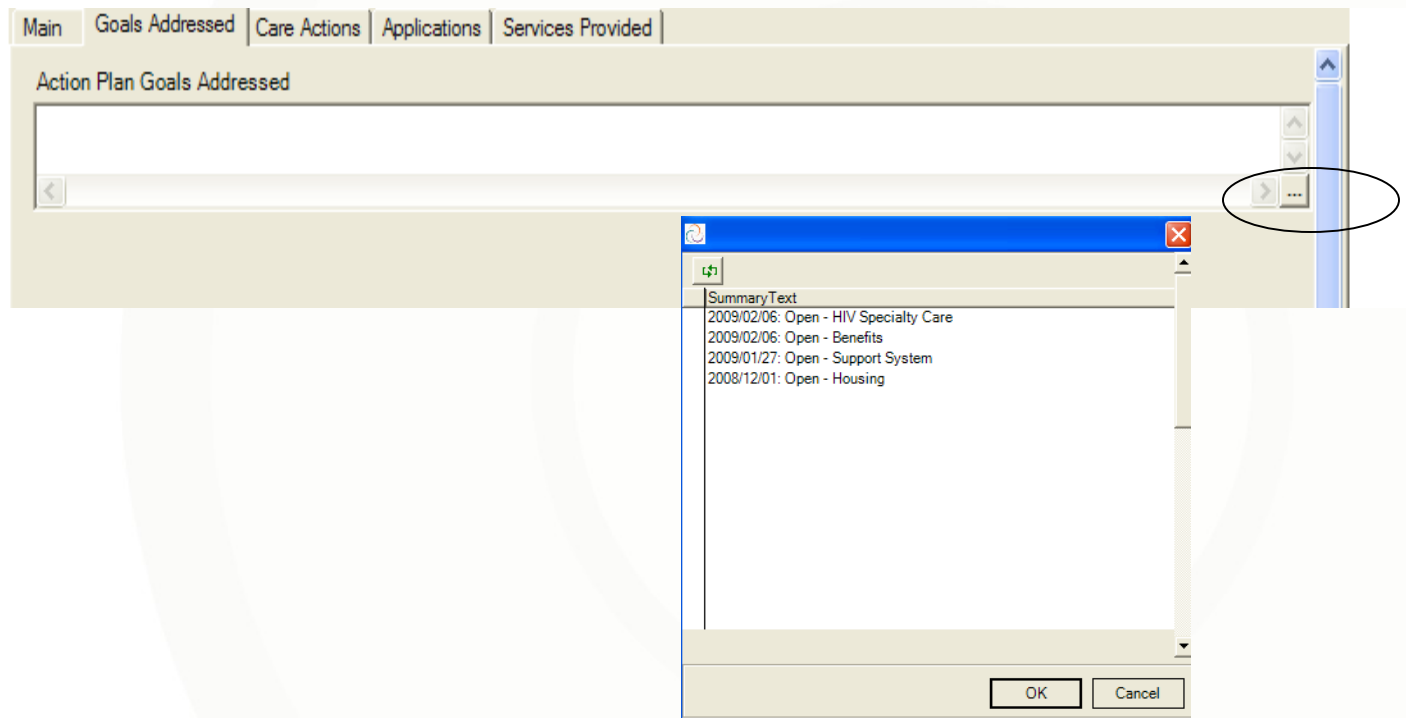 Main Goals Addressed Care Actions Applications Services Provided
Action Plan Goals Addressed
...
SummaryText
2009/02/06: Open - HIV Specialty Care
2009/02/06: Open - Benefits
2009/01/27: Open - Support System
2008/12/01: Open - Housing
OK Cancel